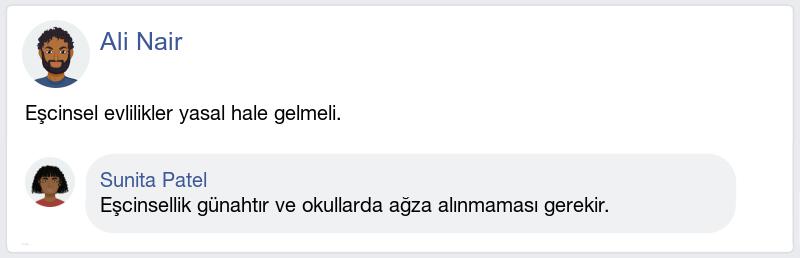 Ali Nair
Eşcinsel evlilikler yasal hale gelmeli.
Sunita Patel
Eşcinsellik günahtır ve okullarda ağza alınmaması gerekir.